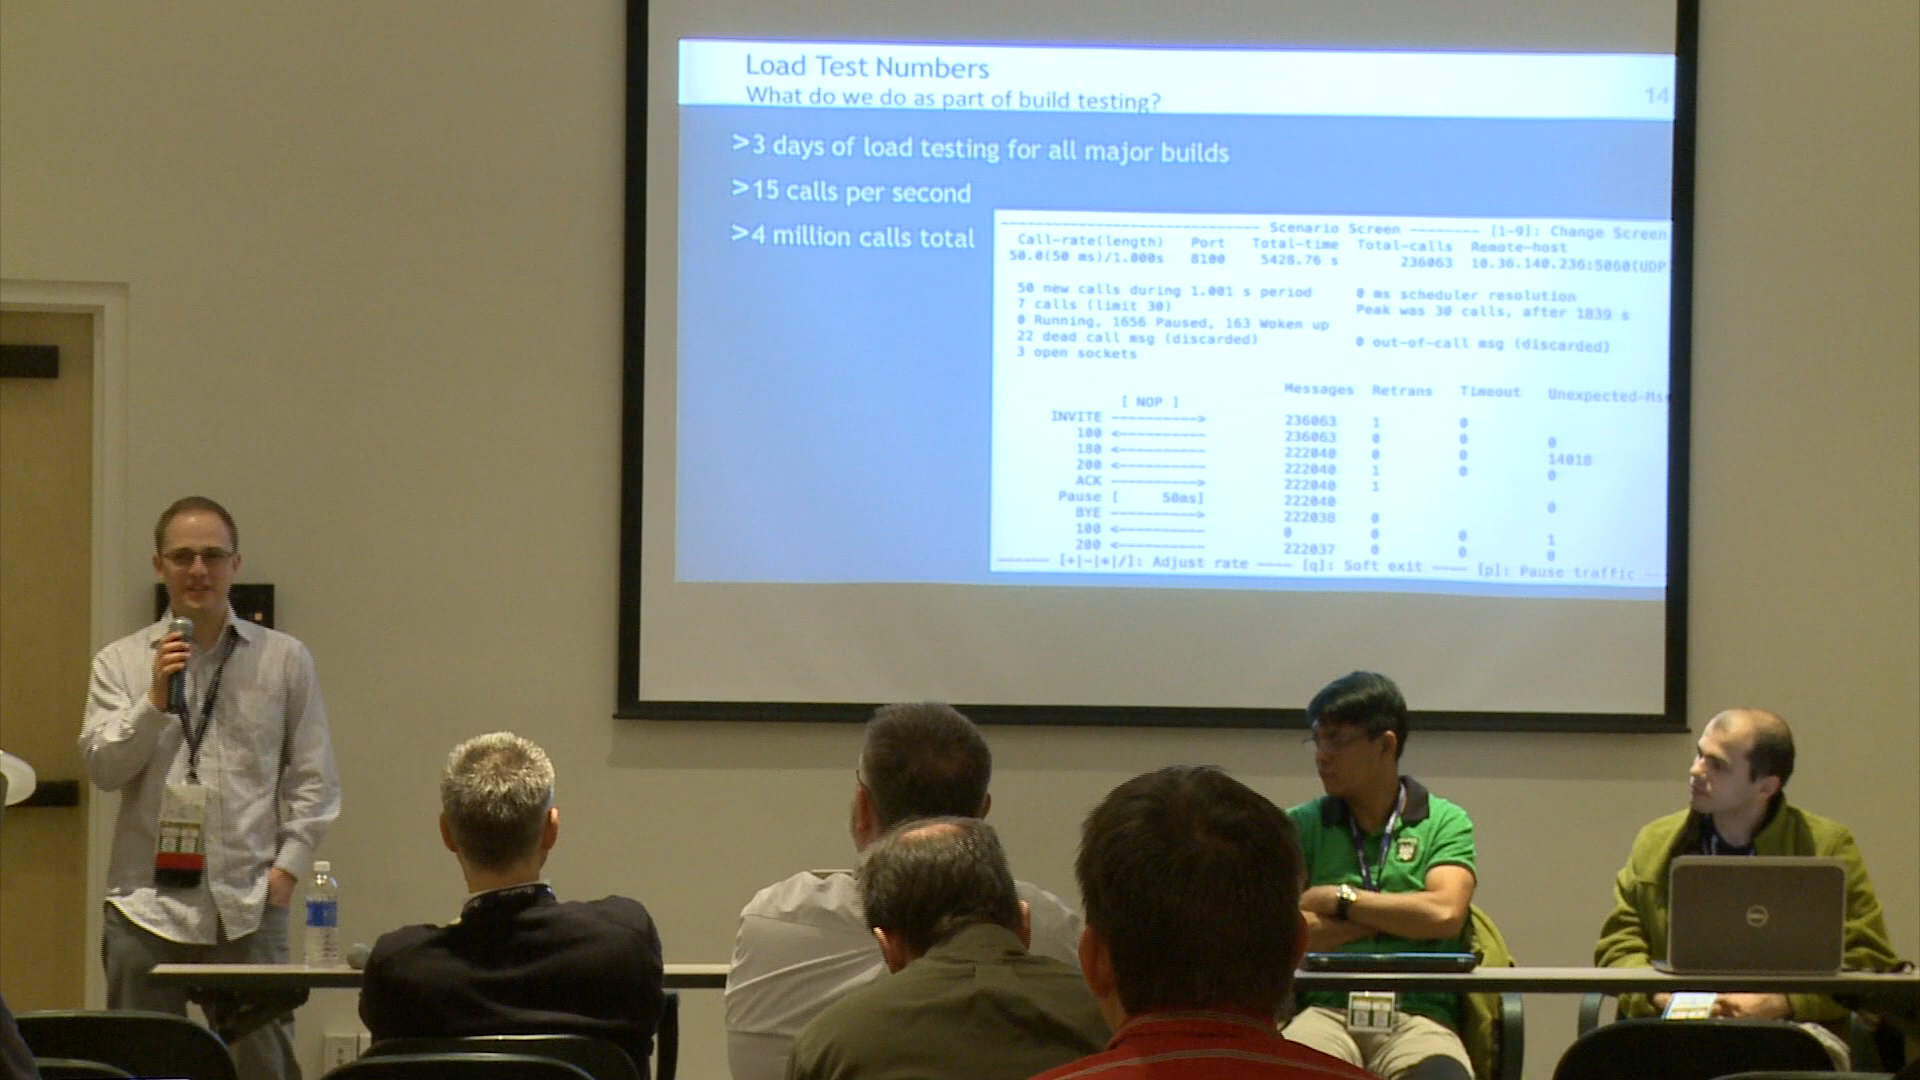 Load Test Numbers
What do we do as part of build testing?
14
>3 days of load testing for all major builds
>15 calls per second
>4 million calls total
------------------------------ Scenario Screen -------- [1-9]: Change Screen
Call-rate(length) Port Total-time Total-calls Remote-host
50.0(50 ms)/1.000s 8100 5428.76 s 236063 10.36.140.236:5060(UDP
50 new calls during 1.001 s period 0 ms scheduler resolution
7 calls (limit 30) Peak was 30 calls, after 1839 s
0 Running, 1656 Paused, 163 Woken up
22 dead call msg (discarded) 0 out-of-call msg (discarded)
3 open sockets
Messages Retrans Timeout Unexpected-Ms
[ NOP ]
INVITE ----------> 236063 1 0
100 <---------- 236063 0 0 0
180 <---------- 222040 0 0 14018
200 <---------- 222040 1 0 0
ACK ----------> 222040 1
Pause [ 50ms] 222040 0
BYE ----------> 222038 0
100 <---------- 0 0 0 1
200 <---------- 222037 0 0 0
------ [+|-|*|/]: Adjust rate ---- [q]: Soft exit ---- [p]: Pause traffic --
DELL